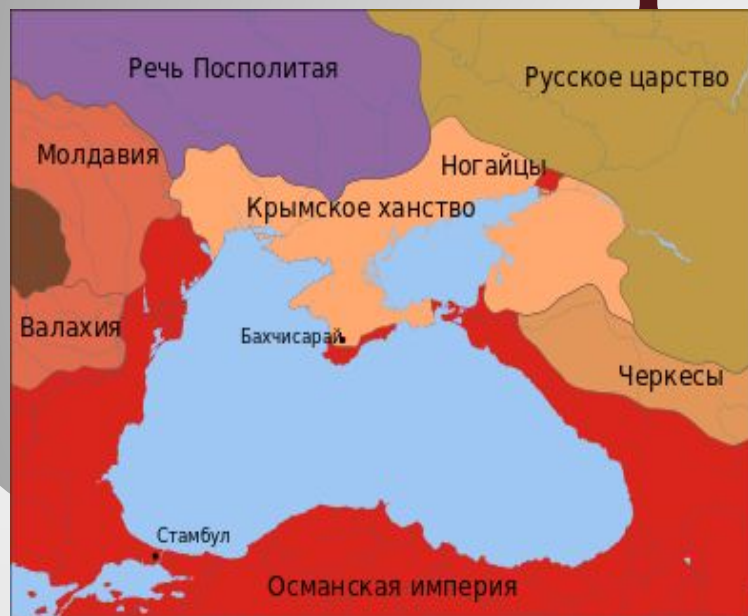 Речь Посполитая
Русское царство
Молдавия
Ногайцы
Крымское ханство
Валахия
Бахчисарай
Черкесы
Стамбул
Османская империя